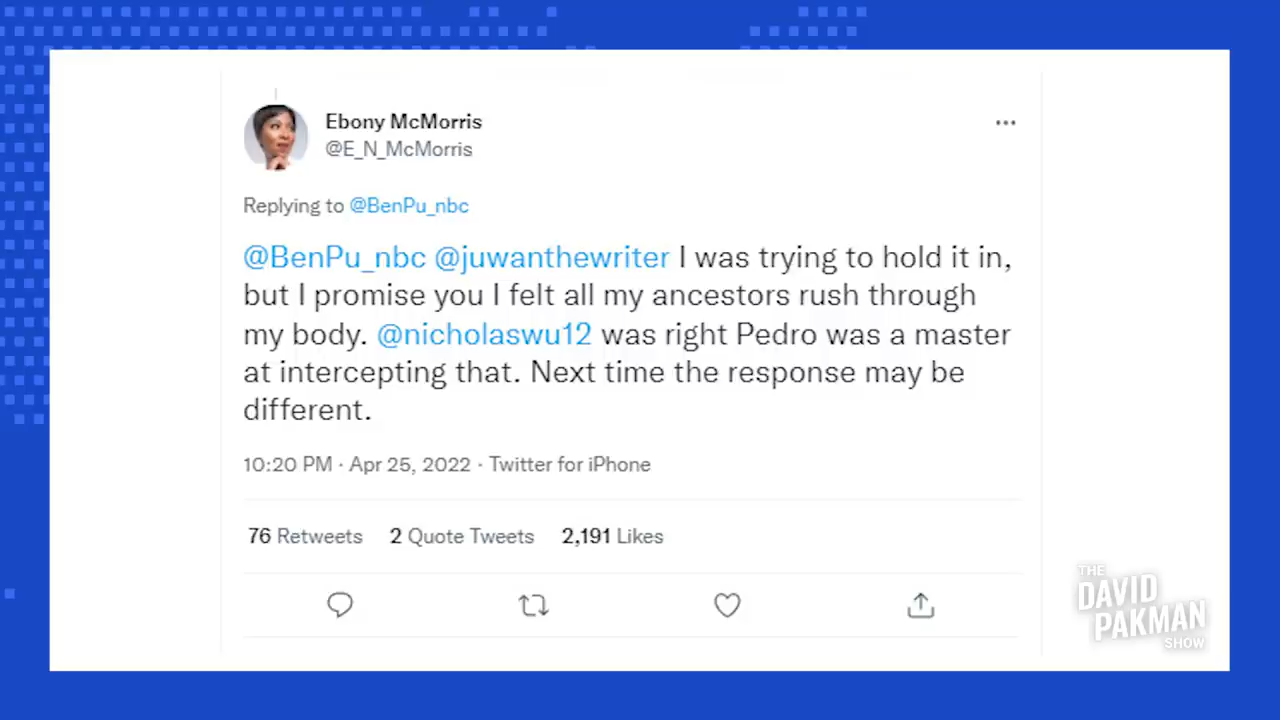 Ebony McMorris
@E_N_McMorris
Replying to @BenPu_nbc
@BenPu_nbc @juwanthewriter I was trying to hold it in,
but I promise you I felt all my ancestors rush through
my body. @nicholaswu12 was right Pedro was a master
at intercepting that. Next time the response may be
different.
10:20 PM · Apr 25, 2022 · Twitter for iPhone
76 Retweets 2 Quote Tweets 2,191 Likes
THE
DAVID
PAKMAN
SHOW